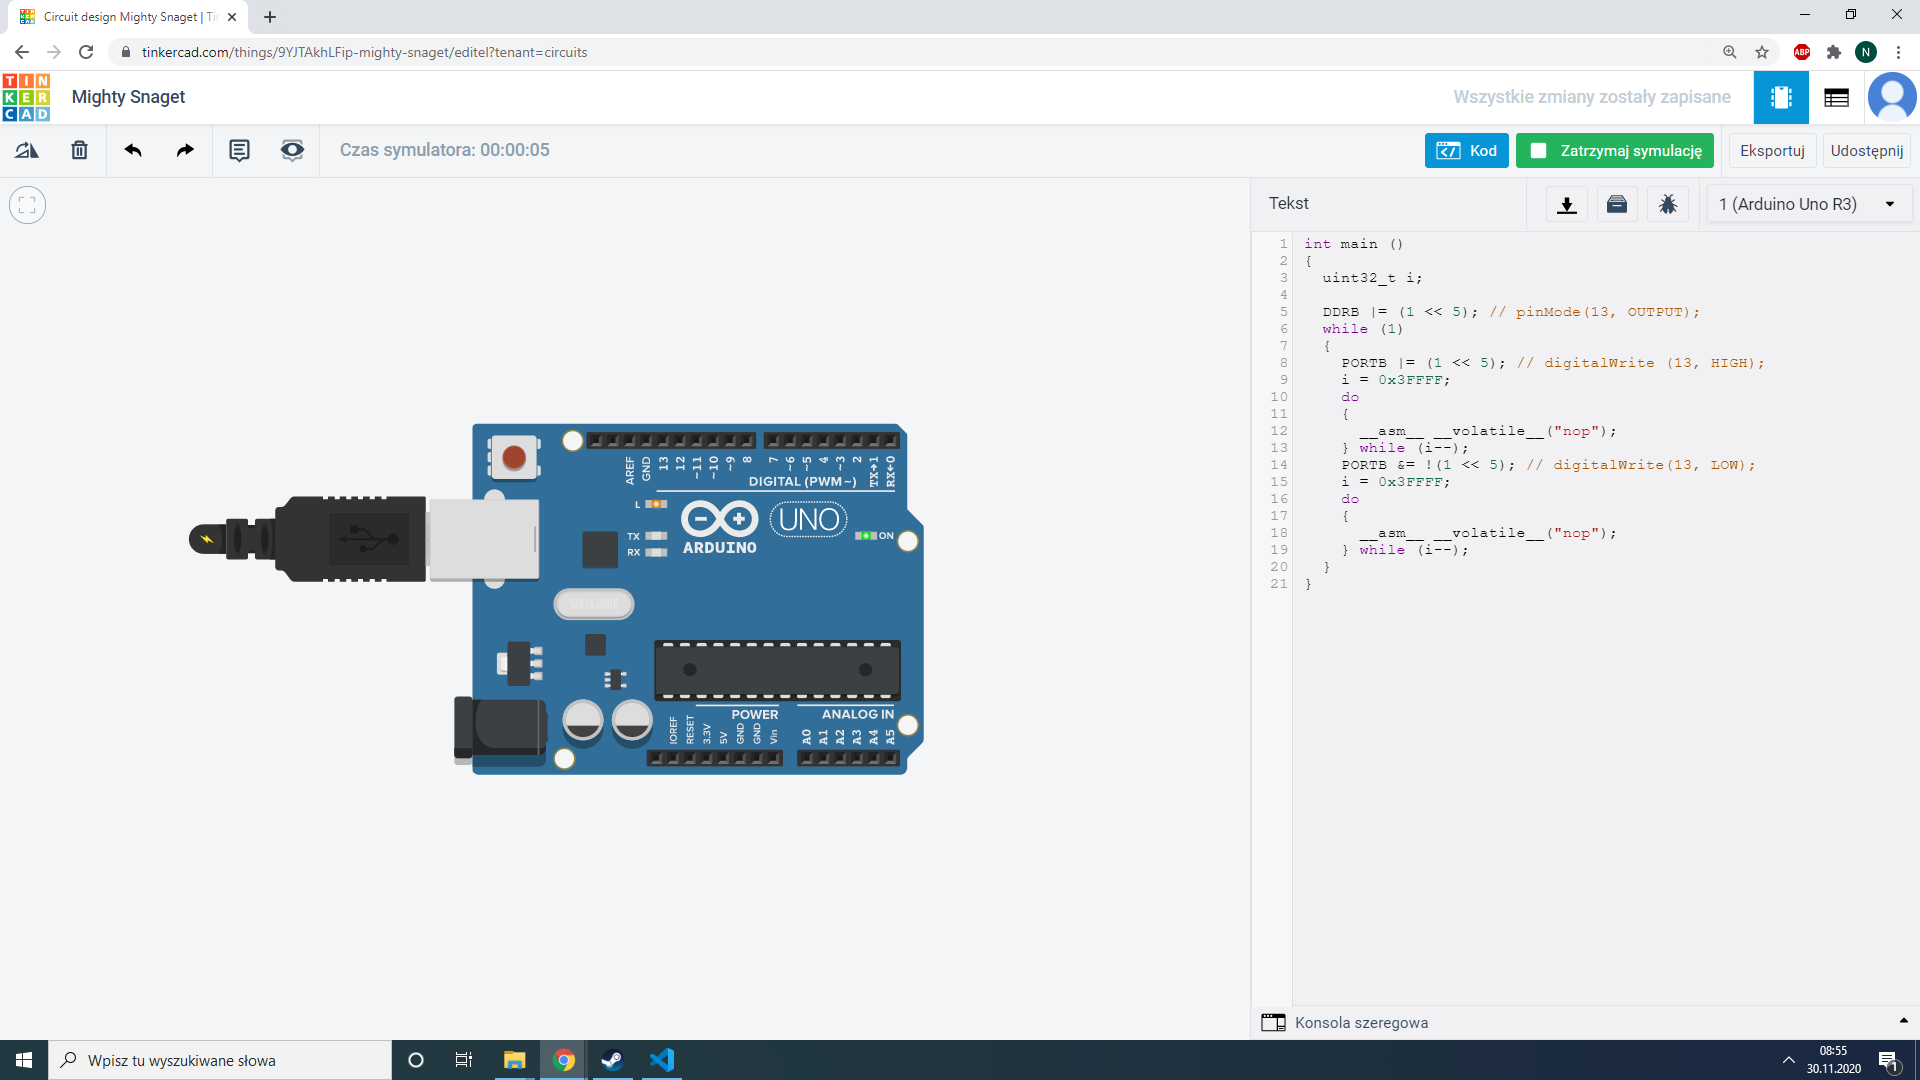 Circuit design Mighty Snaget | Ti
tinkercad.com/things/9YJTAkhLFip-mighty-snaget/editel?tenant=circuits
ABP
N
TIN
KER
CAD
Mighty Snaget
Wszystkie zmiany zostały zapisane
Czas symulatora: 00:00:05
Kod
Zatrzymaj symulację
Eksportuj
Udostępnij
Tekst
1 (Arduino Uno R3)
1 int main ()
2 {
3 uint32_t i;
4
5 DDRB |= (1 << 5); // pinMode(13, OUTPUT);
6 while (1)
7 {
8 PORTB |= (1 << 5); // digitalWrite (13, HIGH);
9 i = 0x3FFFF;
10 do
11 {
12 __asm__ __volatile__("nop");
13 } while (i--);
14 PORTB &= !(1 << 5); // digitalWrite(13, LOW);
15 i = 0x3FFFF;
16 do
17 {
18 __asm__ __volatile__("nop");
19 } while (i--);
20 }
21 }
AREF GND 13 12 ~11 ~10 ~9 8 7 ~6 ~5 4 ~3 2 TX→1 RX←0
DIGITAL (PWM~)
L
TX
RX
UNO
ARDUINO
ON
POWER
ANALOG IN
IOREF RESET 3.3V 5V GND GND Vin A0 A1 A2 A3 A4 A5
Konsola szeregowa
Wpisz tu wyszukiwane słowa
08:55
30.11.2020
1